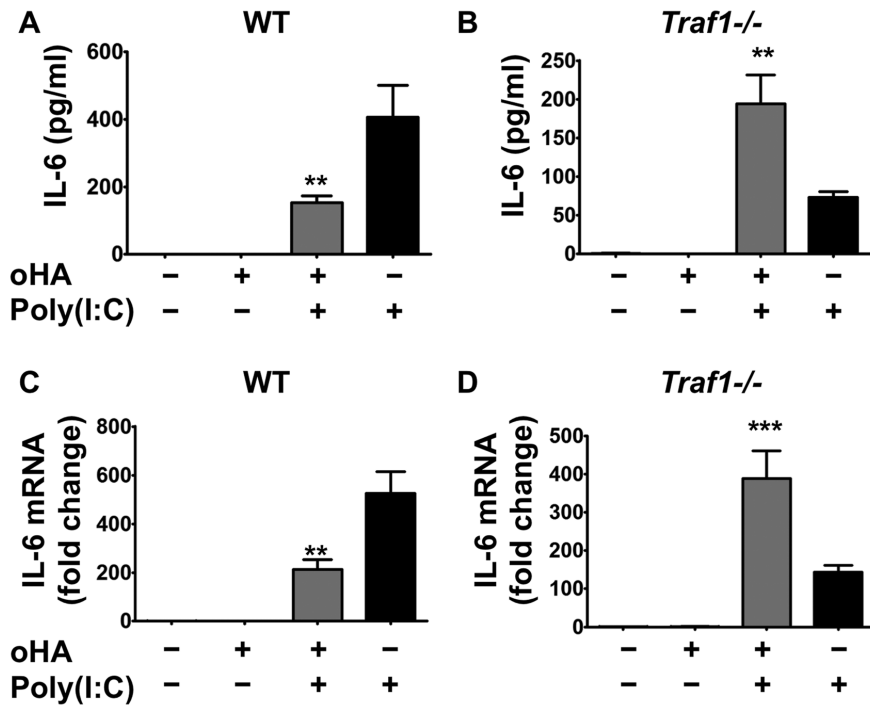 A WT
IL-6 (pg/ml)
600
400
200
0
**
oHA − + + −
Poly(I:C) − − + +
B Traf1-/-
IL-6 (pg/ml)
250
200
150
100
50
0
**
− + + −
− − + +
C WT
IL-6 mRNA
(fold change)
800
600
400
200
0
**
oHA − + + −
Poly(I:C) − − + +
D Traf1-/-
IL-6 mRNA
(fold change)
500
400
300
200
100
0
***
− + + −
− − + +